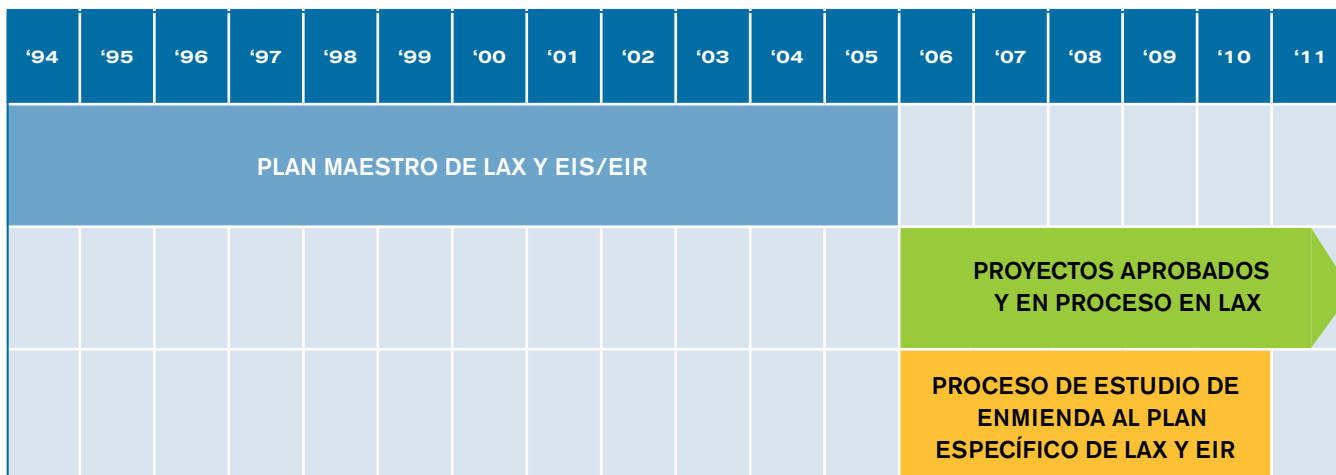 ‘94 ‘95 ‘96 ‘97 ‘98 ‘99 ‘00 ‘01 ‘02 ‘03 ‘04 ‘05 ‘06 ‘07 ‘08 ‘09 ‘10 ‘11
PLAN MAESTRO DE LAX Y EIS/EIR
PROYECTOS APROBADOS
Y EN PROCESO EN LAX
PROCESO DE ESTUDIO DE
ENMIENDA AL PLAN
ESPECÍFICO DE LAX Y EIR